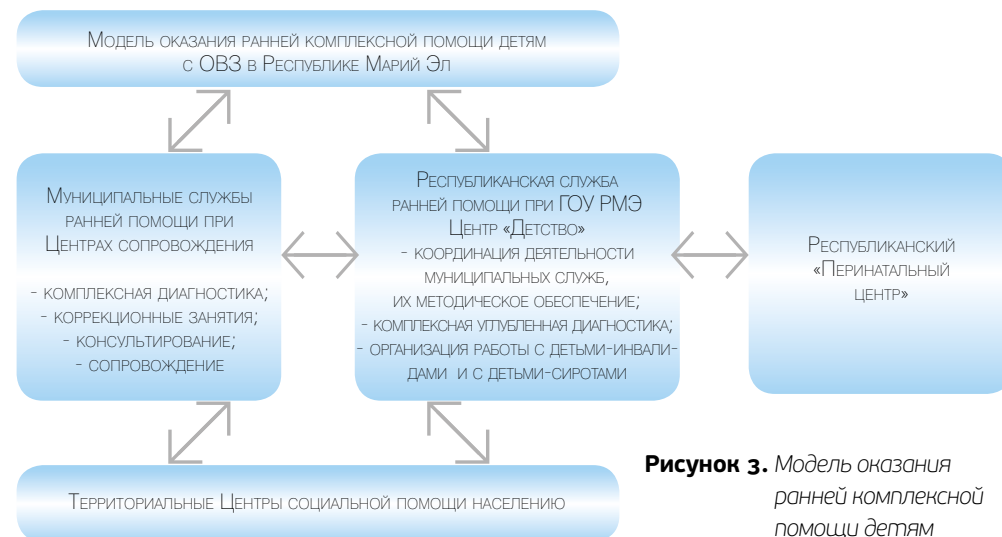 Модель оказания ранней комплексной помощи детям
с ОВЗ в Республике Марий Эл
Муниципальные службы
ранней помощи при
Центрах сопровождения
- комплексная диагностика;
- коррекционные занятия;
- консультирование;
- сопровождение
Республиканская служба
ранней помощи при ГОУ РМЭ
Центр «Детство»
- координация деятельности
муниципальных служб,
их методическое обеспечение;
- комплексная углубленная диагностика;
- организация работы с детьми-инвали-
дами и с детьми-сиротами
Республиканский
«Перинатальный
центр»
Территориальные Центры социальной помощи населению
Рисунок 3. Модель оказания
ранней комплексной
помощи детям